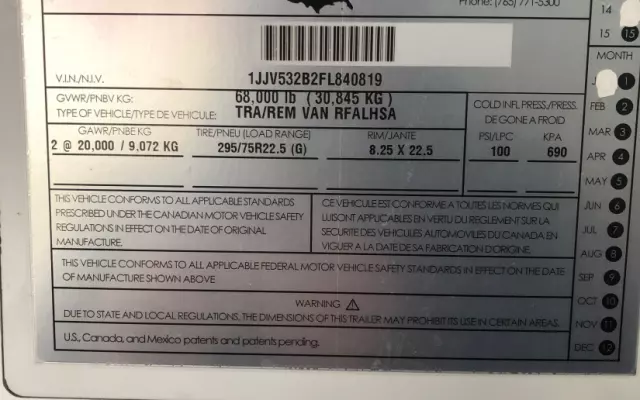 Phone: (765) 771-5300
14
15 15
MONTH
V.I.N./N.I.V. 1JJV532B2FL840819
GVWR/PNBV KG: 68,000 lb (30,845 KG)
TYPE OF VEHICLE/TYPE DE VEHICULE: TRA/REM VAN RFALHSA
GAWR/PNBE KG TIRE/PNEU (LOAD RANGE) RIM/JANTE COLD INFL PRESS./PRESS. DE GONE A FROID PSI/LPC KPA
2 @ 20,000 / 9,072 KG 295/75R22.5 (G) 8.25 X 22.5 100 690
THIS VEHICLE CONFORMS TO ALL APPLICABLE STANDARDS
PRESCRIBED UNDER THE CANADIAN MOTOR VEHICLE SAFETY
REGULATIONS IN EFFECT ON THE DATE OF ORIGINAL
MANUFACTURE.
CE VEHICULE EST CONFORME A TOUTES LES NORMES QUI
LUI SONT APPLICABLES EN VERTU DU REGLEMENT SUR LA
SECURITE DES VEHICULES AUTOMOBILES DU CANADA EN
VIGUER A LA DATE DE SA FABRICATION D'ORIGINE.
THIS VEHICLE CONFORMS TO ALL APPLICABLE FEDERAL MOTOR VEHICLE SAFETY STANDARDS IN EFFECT ON THE DATE
OF MANUFACTURE SHOWN ABOVE
WARNING
DUE TO STATE AND LOCAL REGULATIONS, THE DIMENSIONS OF THIS TRAILER MAY PROHIBIT ITS USE IN CERTAIN AREAS.
U.S., Canada, and Mexico patents and patents pending.
1
FEB 2
MAR 3
APR 4
MAY 5
JUN 6
JUL 7
AUG 8
SEP 9
OCT 10
NOV 11
DEC 12